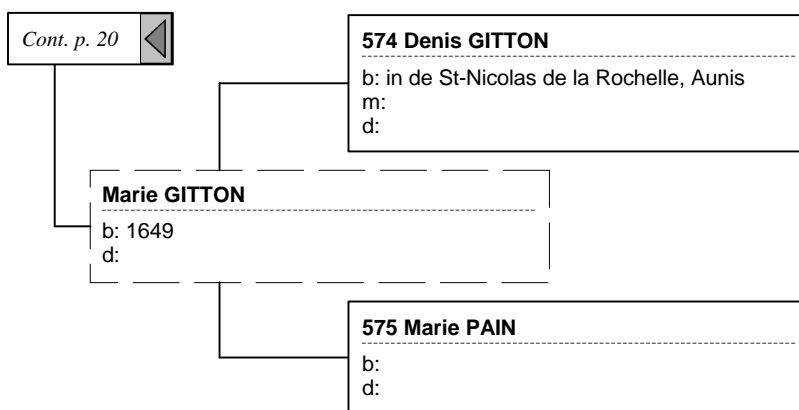 Cont. p. 20
574 Denis GITTON
b: in de St-Nicolas de la Rochelle, Aunis
m:
d:
Marie GITTON
b: 1649
d:
575 Marie PAIN
b:
d: